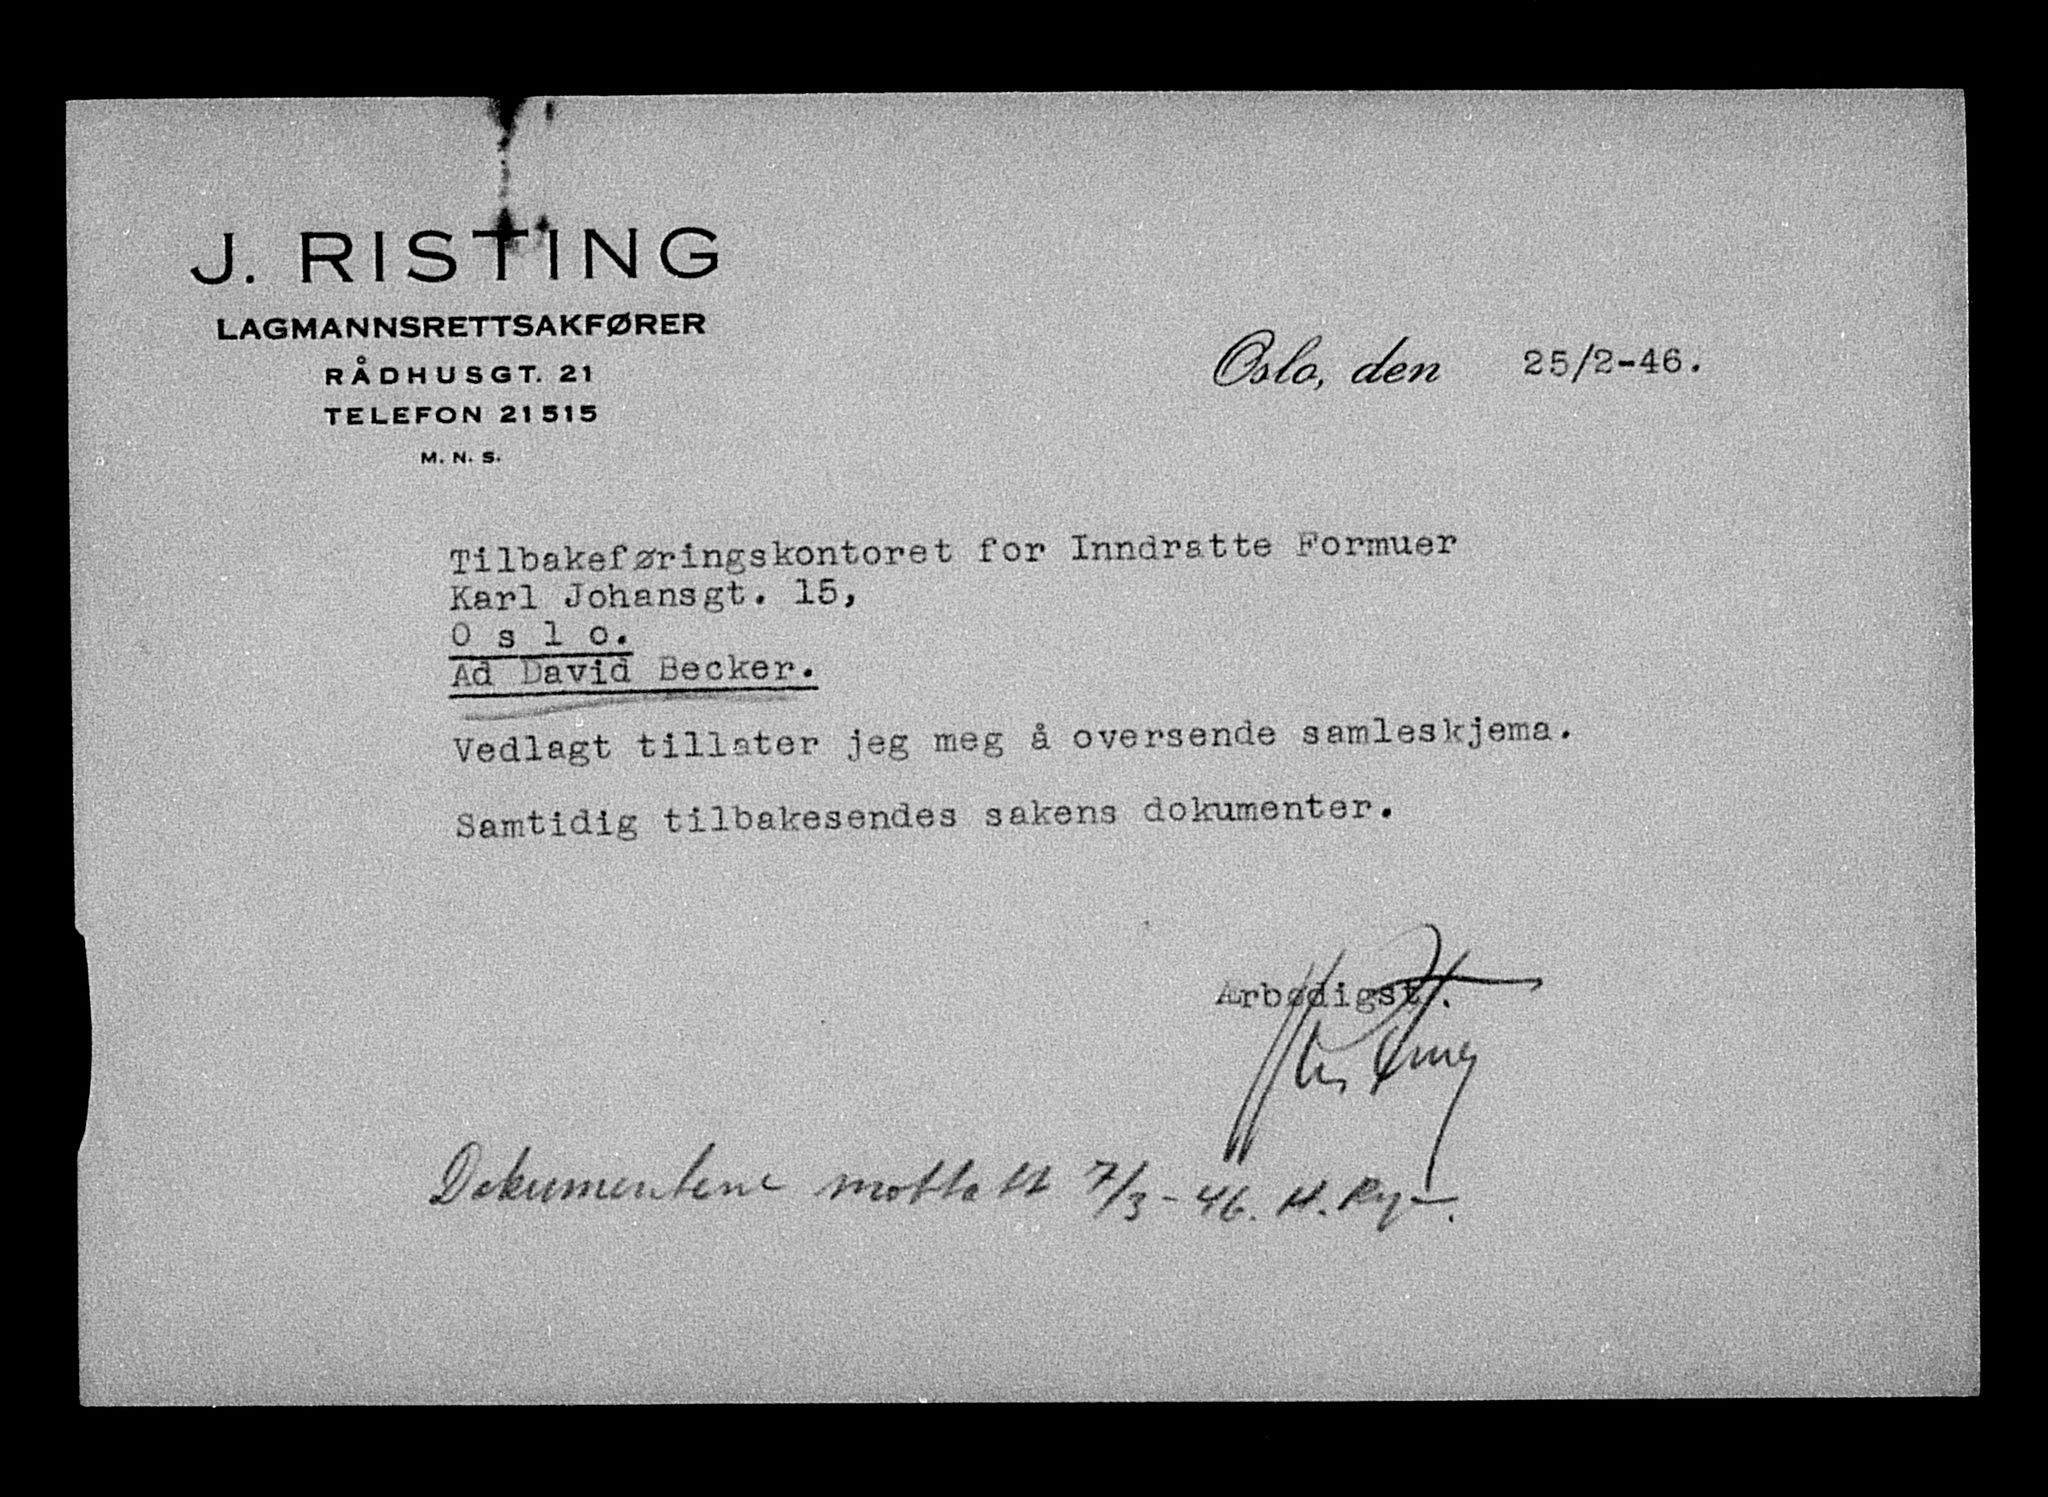 J. RISTING
LAGMANNSRETTSAKFØRER
RÅDHUSGT. 21
TELEFON 21515
M. N. S.
Oslo, den 25/2-46.
Tilbakeføringskontoret for Inndratte Formuer
Karl Johansgt. 15,
O s l o.
Ad David Becker.
Vedlagt tillater jeg meg å oversende samleskjema.
Samtidig tilbakesendes sakens dokumenter.
Ærbødigst.
Dokumentene mottatt 7/3-46. H.